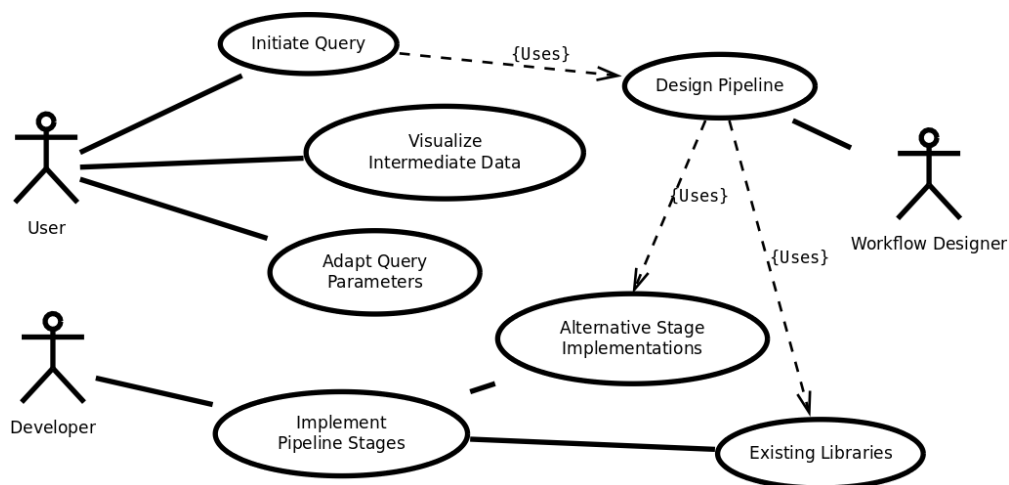 Initiate Query
{Uses}
Design Pipeline
Visualize
Intermediate Data
{Uses}
User
Workflow Designer
Adapt Query
Parameters
{Uses}
Alternative Stage
Implementations
Developer
Implement
Pipeline Stages
Existing Libraries